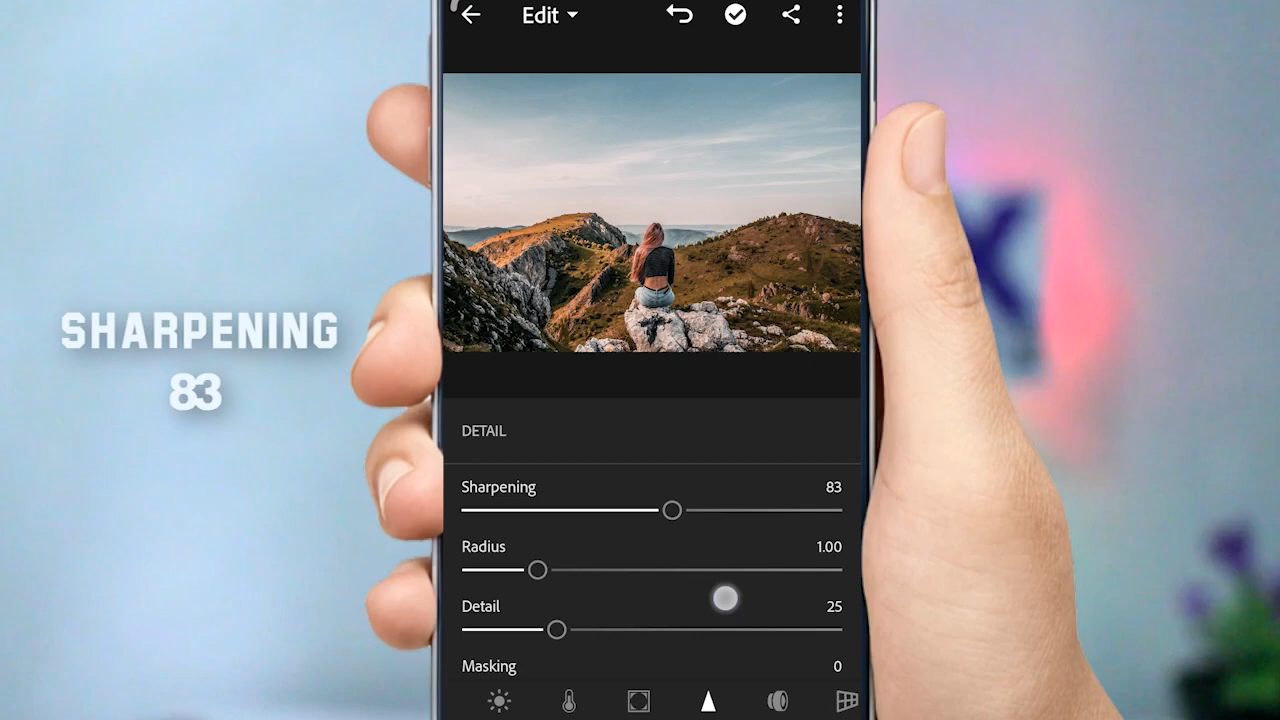 Edit
SHARPENING
83
DETAIL
Sharpening 83
Radius 1.00
Detail 25
Masking 0